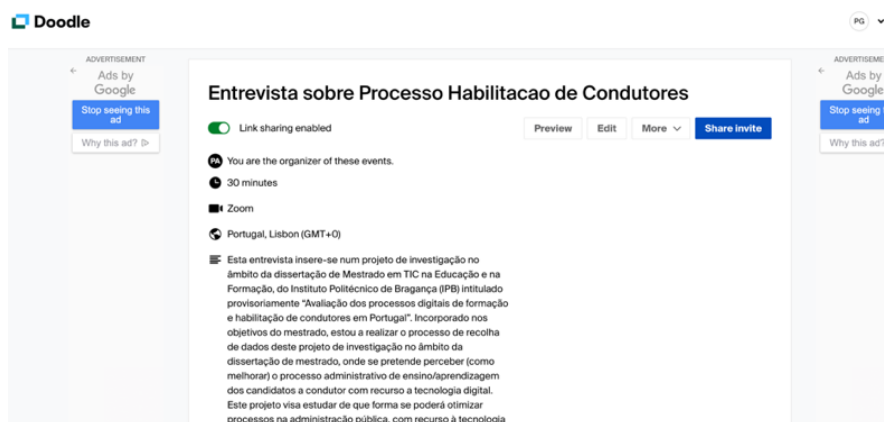 Doodle
PG
ADVERTISEMENT
Ads by
Google
Stop seeing this
ad
Why this ad?
Entrevista sobre Processo Habilitacao de Condutores
Link sharing enabled
Preview
Edit
More
Share invite
PA
You are the organizer of these events.
30 minutes
Zoom
Portugal, Lisbon (GMT+0)
Esta entrevista insere-se num projeto de investigação no
âmbito da dissertação de Mestrado em TIC na Educação e na
Formação, do Instituto Politécnico de Bragança (IPB) intitulado
provisoriamente “Avaliação dos processos digitais de formação
e habilitação de condutores em Portugal”. Incorporado nos
objetivos do mestrado, estou a realizar o processo de recolha
de dados deste projeto de investigação no âmbito da
dissertação de mestrado, onde se pretende perceber (como
melhorar) o processo administrativo de ensino/aprendizagem
dos candidatos a condutor com recurso a tecnologia digital.
Este projeto visa estudar de que forma se poderá otimizar
processos na administração pública, com recurso à tecnologia
ADVERTISEME
Ads by
Google
Stop seeing
ad
Why this ad?